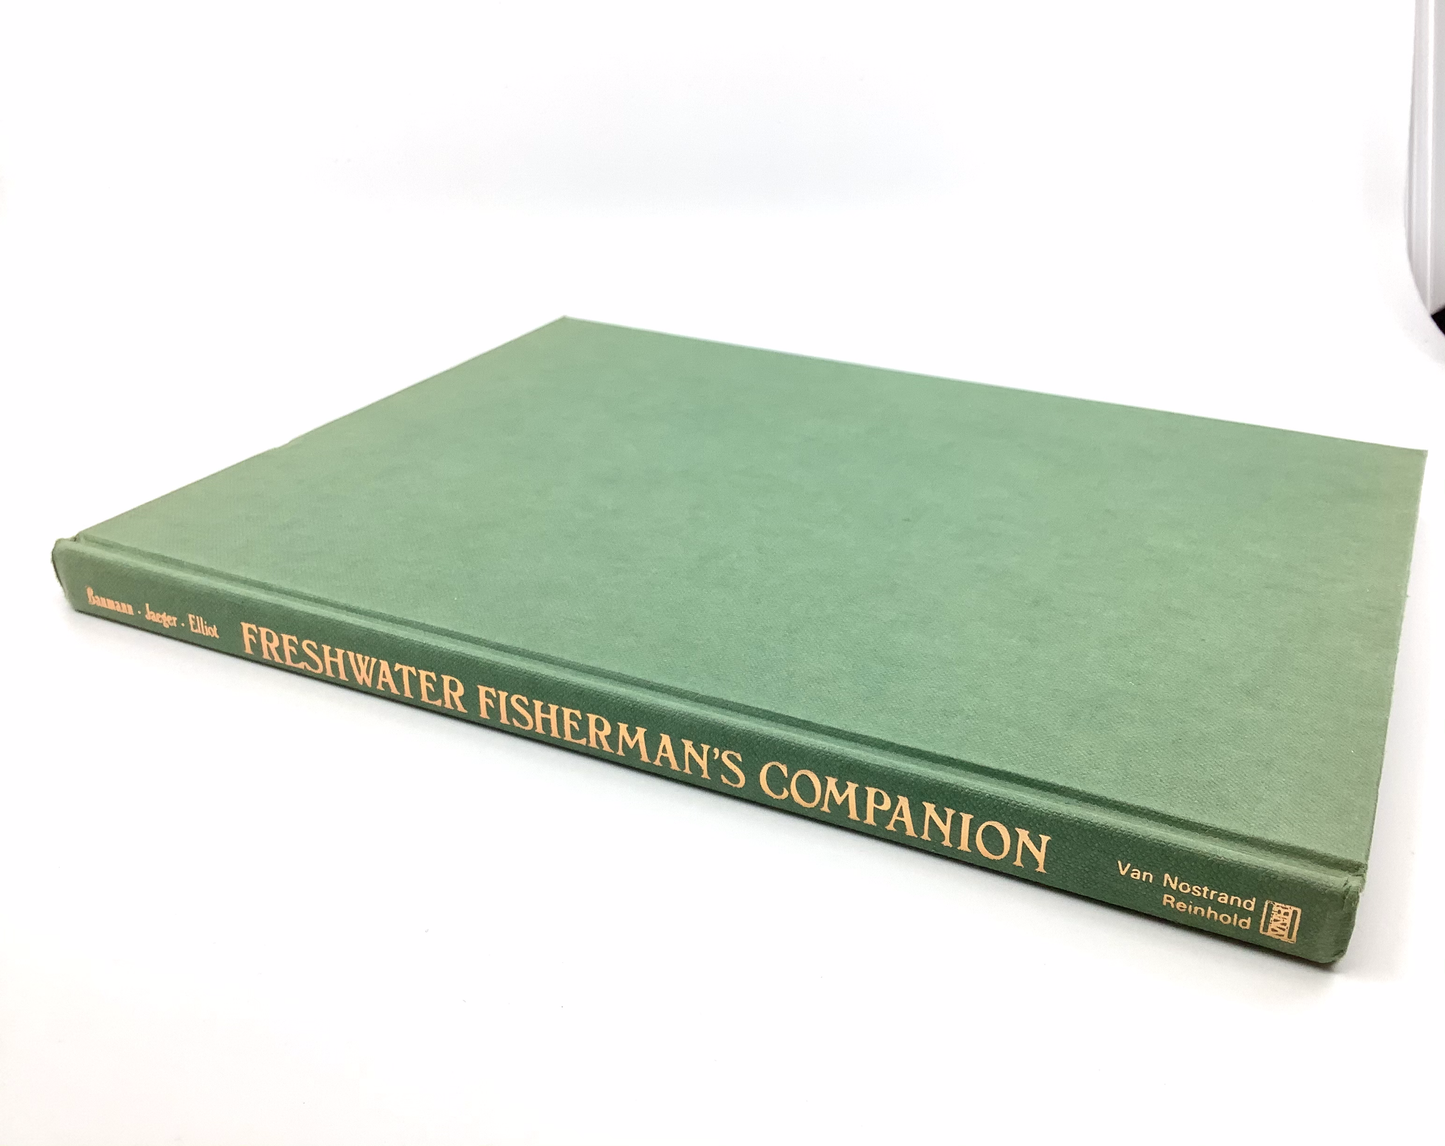 Baumann · Jaeger · Elliot
FRESHWATER FISHERMAN'S COMPANION
Van Nostrand
Reinhold